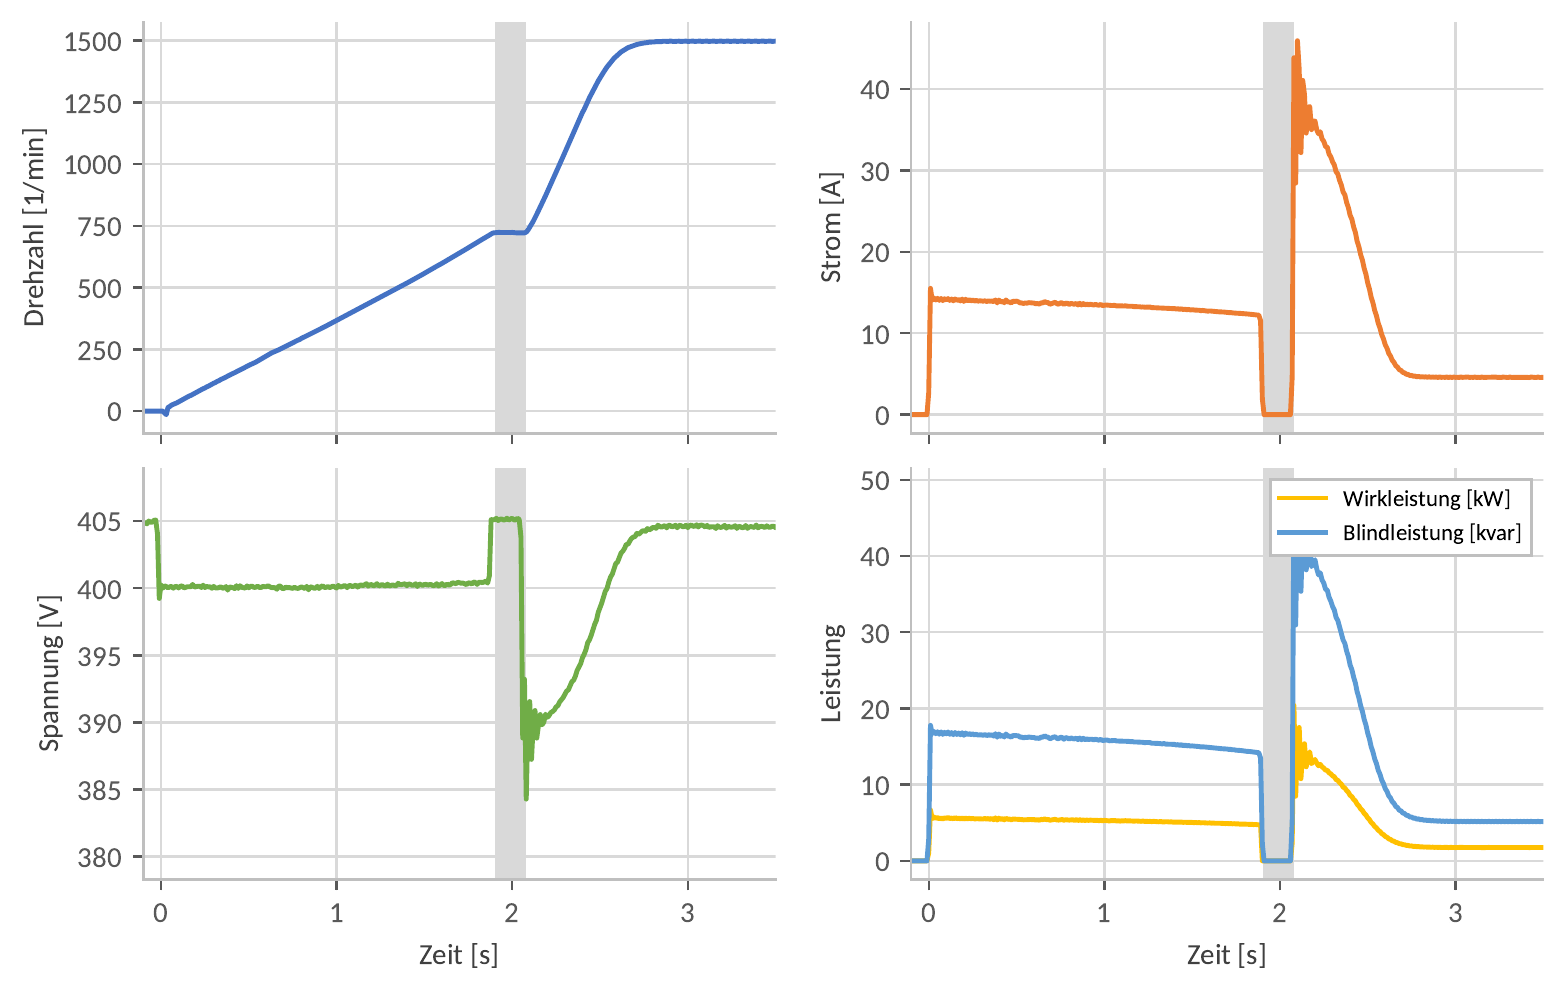 Drehzahl [1/min]
1500
1250
1000
750
500
250
0
Strom [A]
40
30
20
10
0
Spannung [V]
405
400
395
390
385
380
0 1 2 3
Zeit [s]
Leistung
50
40
30
20
10
0
Wirkleistung [kW]
Blindleistung [kvar]
0 1 2 3
Zeit [s]